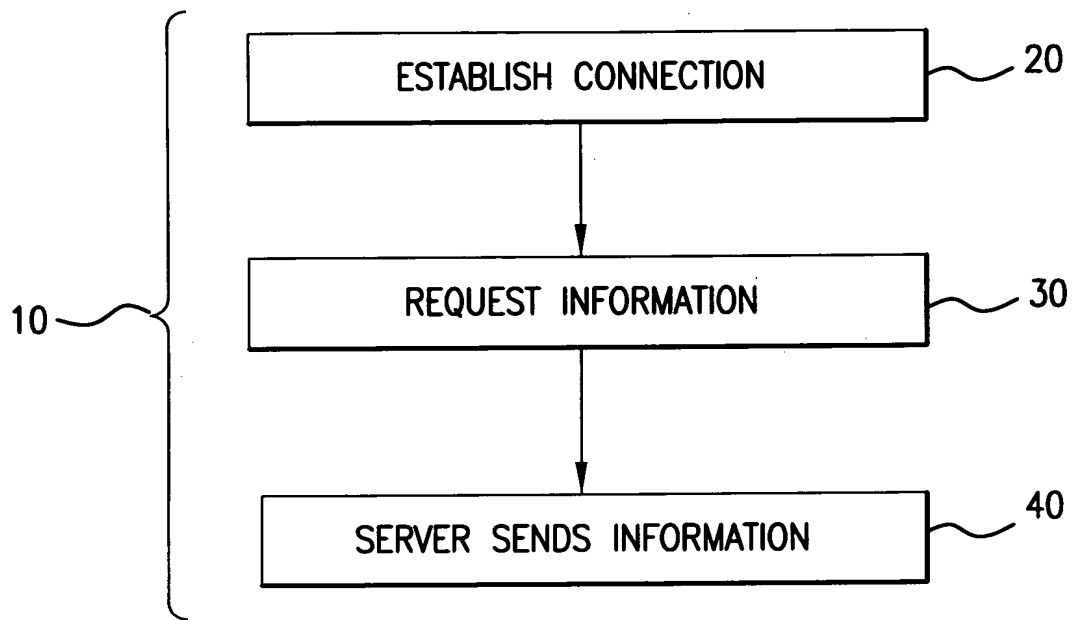 ESTABLISH CONNECTION
20
REQUEST INFORMATION
30
10
SERVER SENDS INFORMATION
40